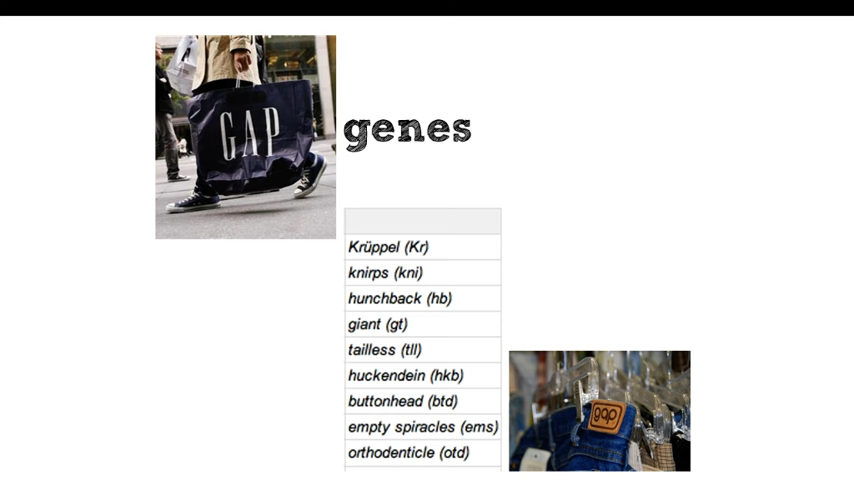 GAP
genes
Krüppel (Kr)
knirps (kni)
hunchback (hb)
giant (gt)
tailless (tll)
huckendein (hkb)
buttonhead (btd)
empty spiracles (ems)
orthodenticle (otd)
gap